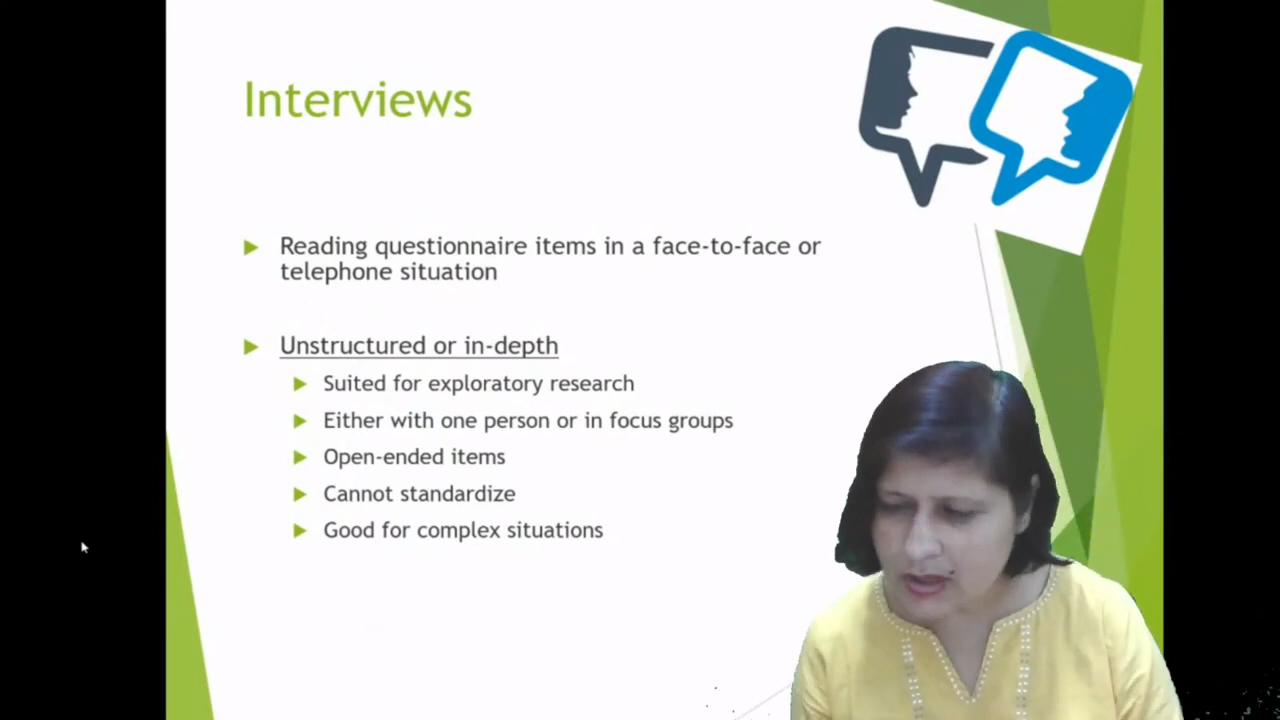 Interviews
Reading questionnaire items in a face-to-face or
telephone situation
Unstructured or in-depth
Suited for exploratory research
Either with one person or in focus groups
Open-ended items
Cannot standardize
Good for complex situations